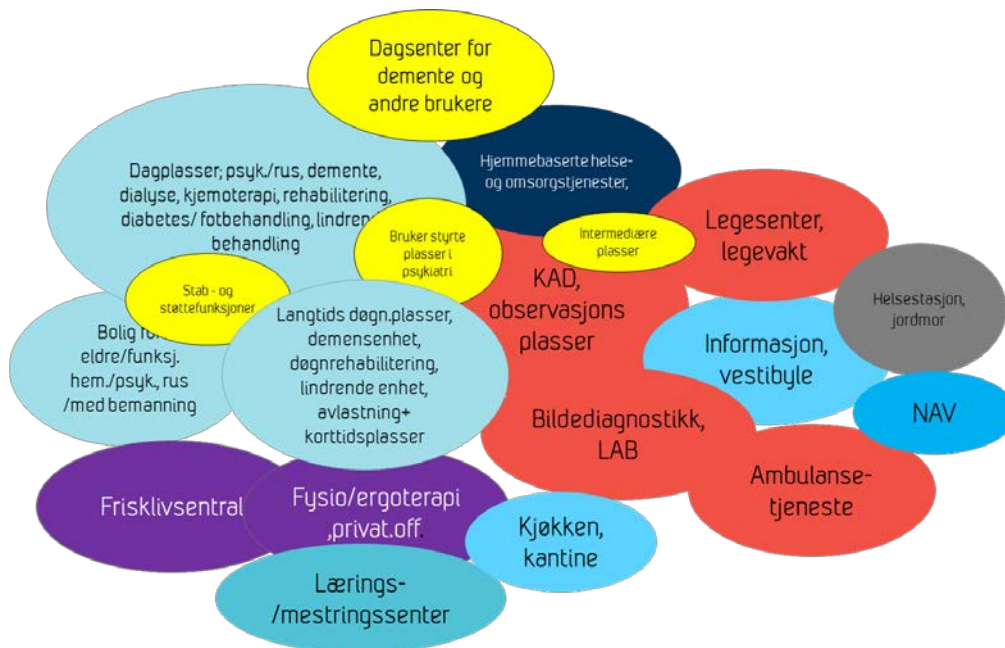 Dagsenter for
demente og
andre brukere
Hjemmebaserte helse-
og omsorgstjenester,
Dagplasser; psyk./rus, demente,
dialyse, kjemoterapi, rehabilitering,
diabetes/ fotbehandling, lindrende
behandling
Legesenter,
legevakt
Bruker styrte
plasser i
psykiatri
Intermediære
plasser
KAD,
observasjons
plasser
Stab - og
støttefunksjoner
Helsestasjon,
jordmor
Bolig for
eldre/funksj.
hem./psyk., rus
/med bemanning
Langtids døgn.plasser,
demensenhet,
døgnrehabilitering,
lindrende enhet,
avlastning+
korttidsplasser
Informasjon,
vestibyle
NAV
Bildediagnostikk,
LAB
Ambulanse-
tjeneste
Frisklivsentral
Fysio/ergoterapi
,privat.off.
Kjøkken,
kantine
Lærings-
/mestringssenter